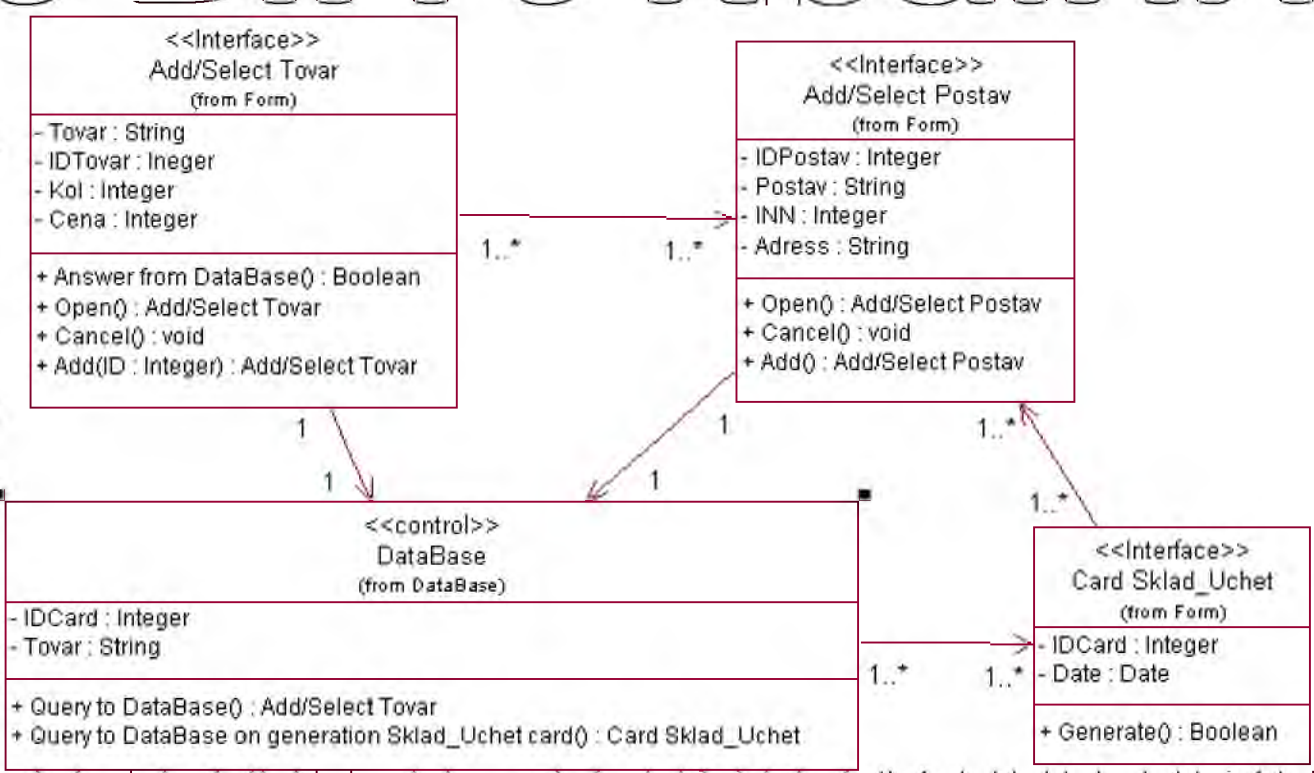 <<Interface>>
Add/Select Tovar
(from Form)
- Tovar : String
- IDTovar : Ineger
- Kol : Integer
- Cena : Integer
+ Answer from DataBase() : Boolean
+ Open() : Add/Select Tovar
+ Cancel() : void
+ Add(ID : Integer) : Add/Select Tovar
<<Interface>>
Add/Select Postav
(from Form)
- IDPostav : Integer
- Postav : String
- INN : Integer
- Adress : String
+ Open() : Add/Select Postav
+ Cancel() : void
+ Add() : Add/Select Postav
1..*
1..*
1
1
1
1
1..*
1..*
<<control>>
DataBase
(from DataBase)
- IDCard : Integer
- Tovar : String
+ Query to DataBase() : Add/Select Tovar
+ Query to DataBase on generation Sklad_Uchet card() : Card Sklad_Uchet
1..*
1..*
<<Interface>>
Card Sklad_Uchet
(from Form)
- IDCard : Integer
- Date : Date
+ Generate() : Boolean